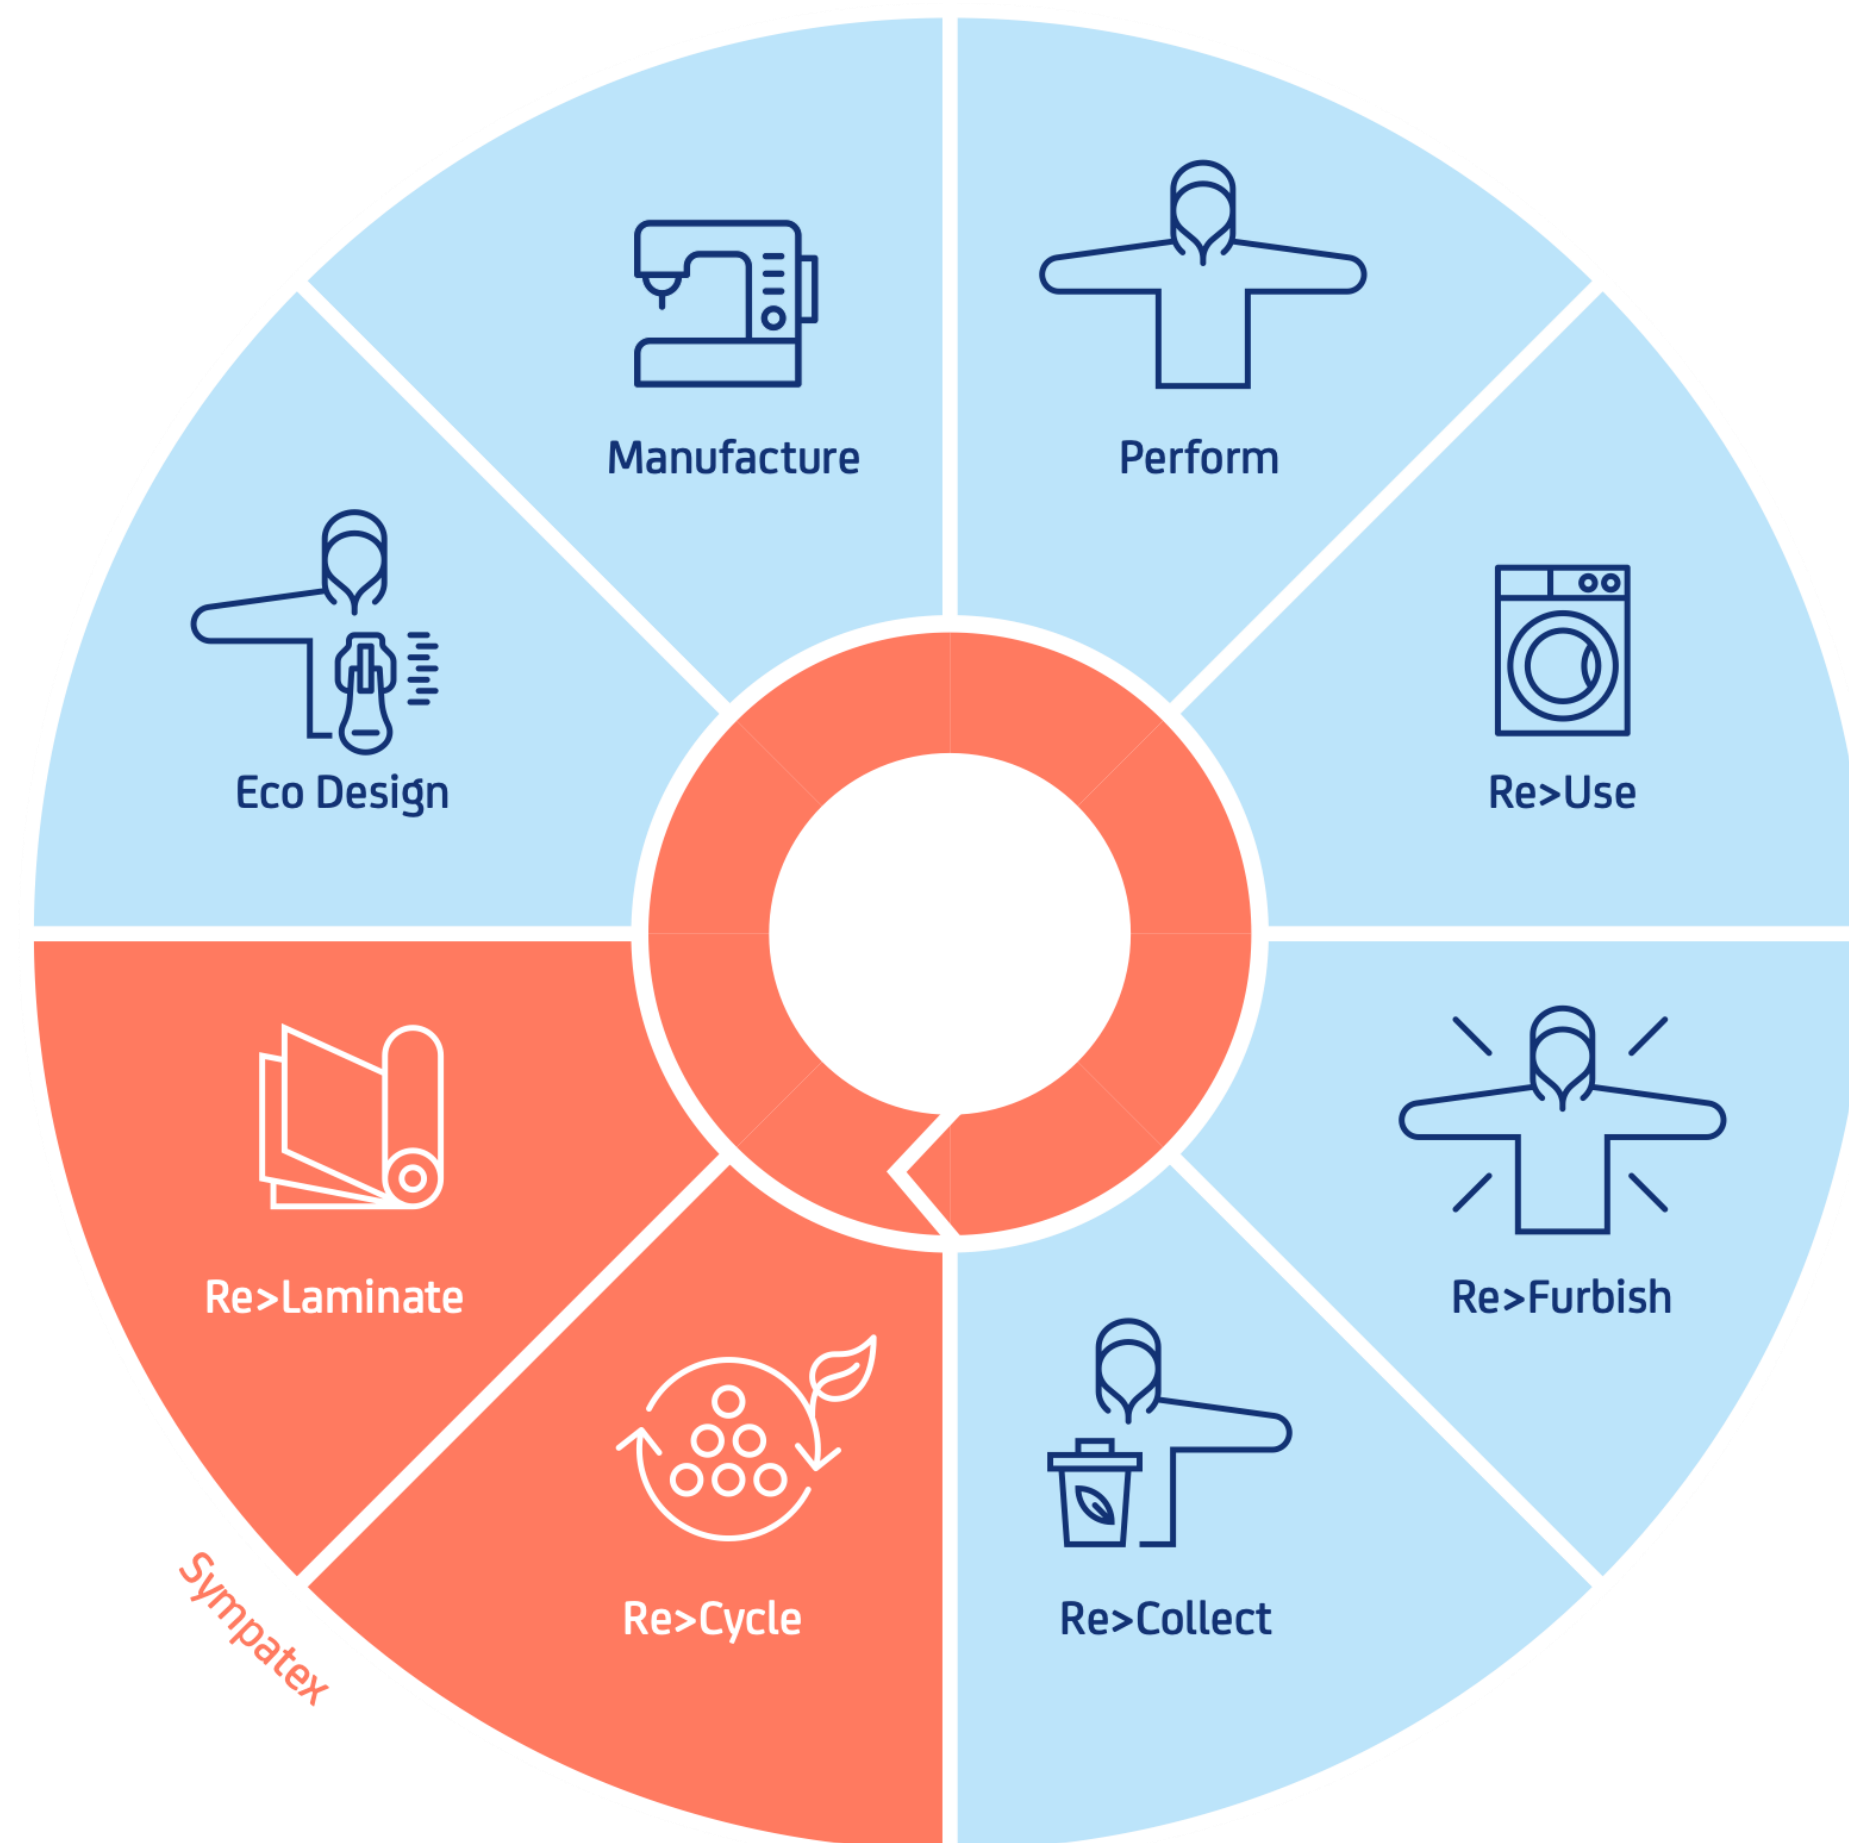 Manufacture
Perform
Eco Design
Re>Use
Re>Laminate
Re>Furbish
Re>Cycle
Re>Collect
Sympatex